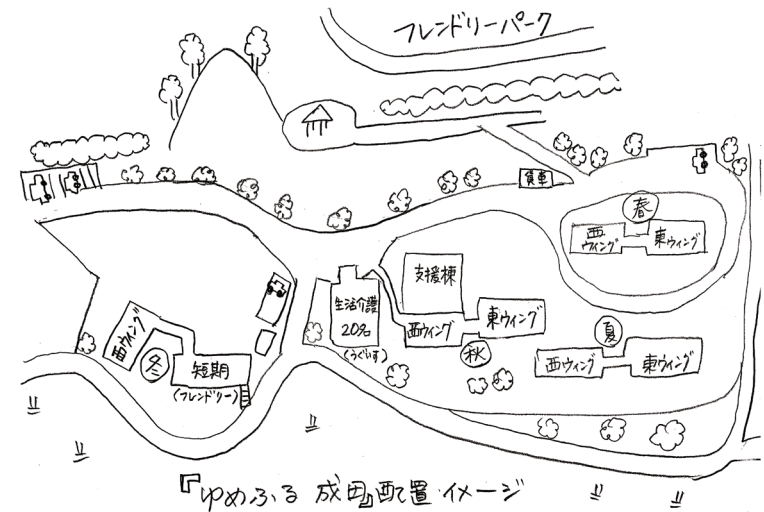 フレンドリーパーク
貨車
春
西
ウィング
東ウィング
支援棟
生活介護
20名
(うぐいす)
西ウィング
東ウィング
秋
夏
西ウィング
東ウィング
西ウィング
冬
短期
(フレンドリー)
『ゆめふる 成田』配置イメージ